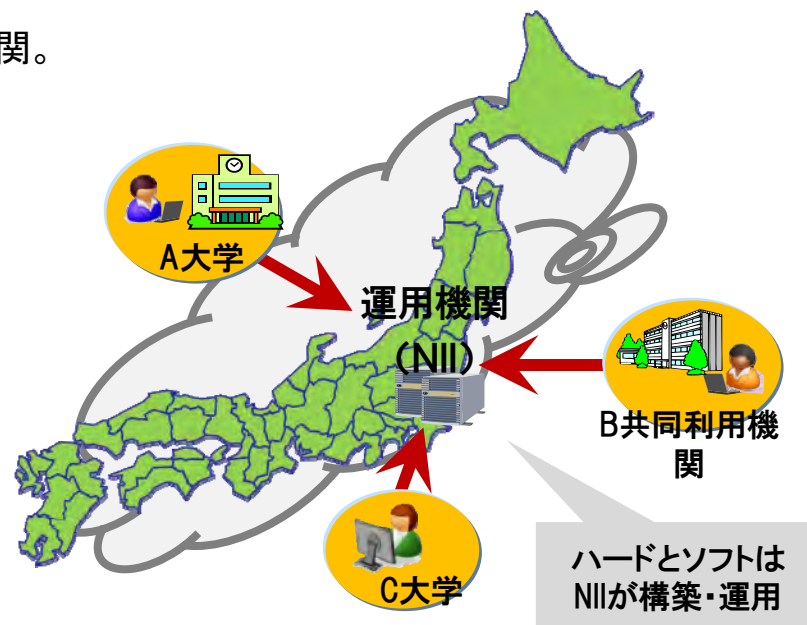 関。
A大学
運用機関
(NII)
B共同利用機
関
C大学
ハードとソフトは
NIIが構築・運用